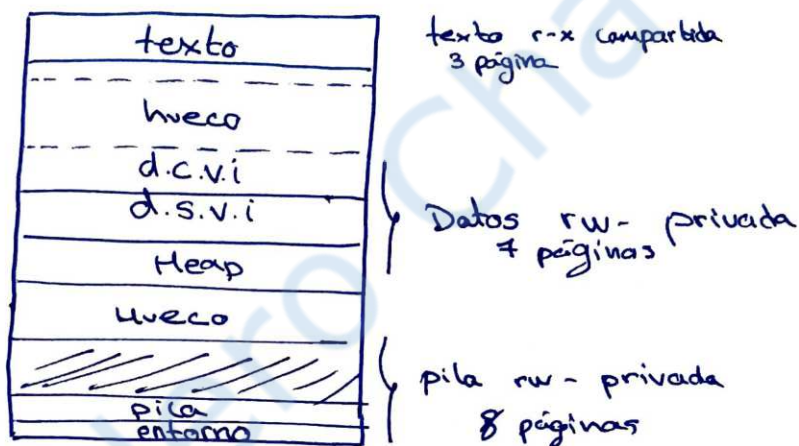 texto
texto r-x compartida
3 página
hueco
d.c.v.i
d.s.v.i
Datos rw- privada
7 páginas
Heap
Hueco
pila rw- privada
8 páginas
pila
entorno